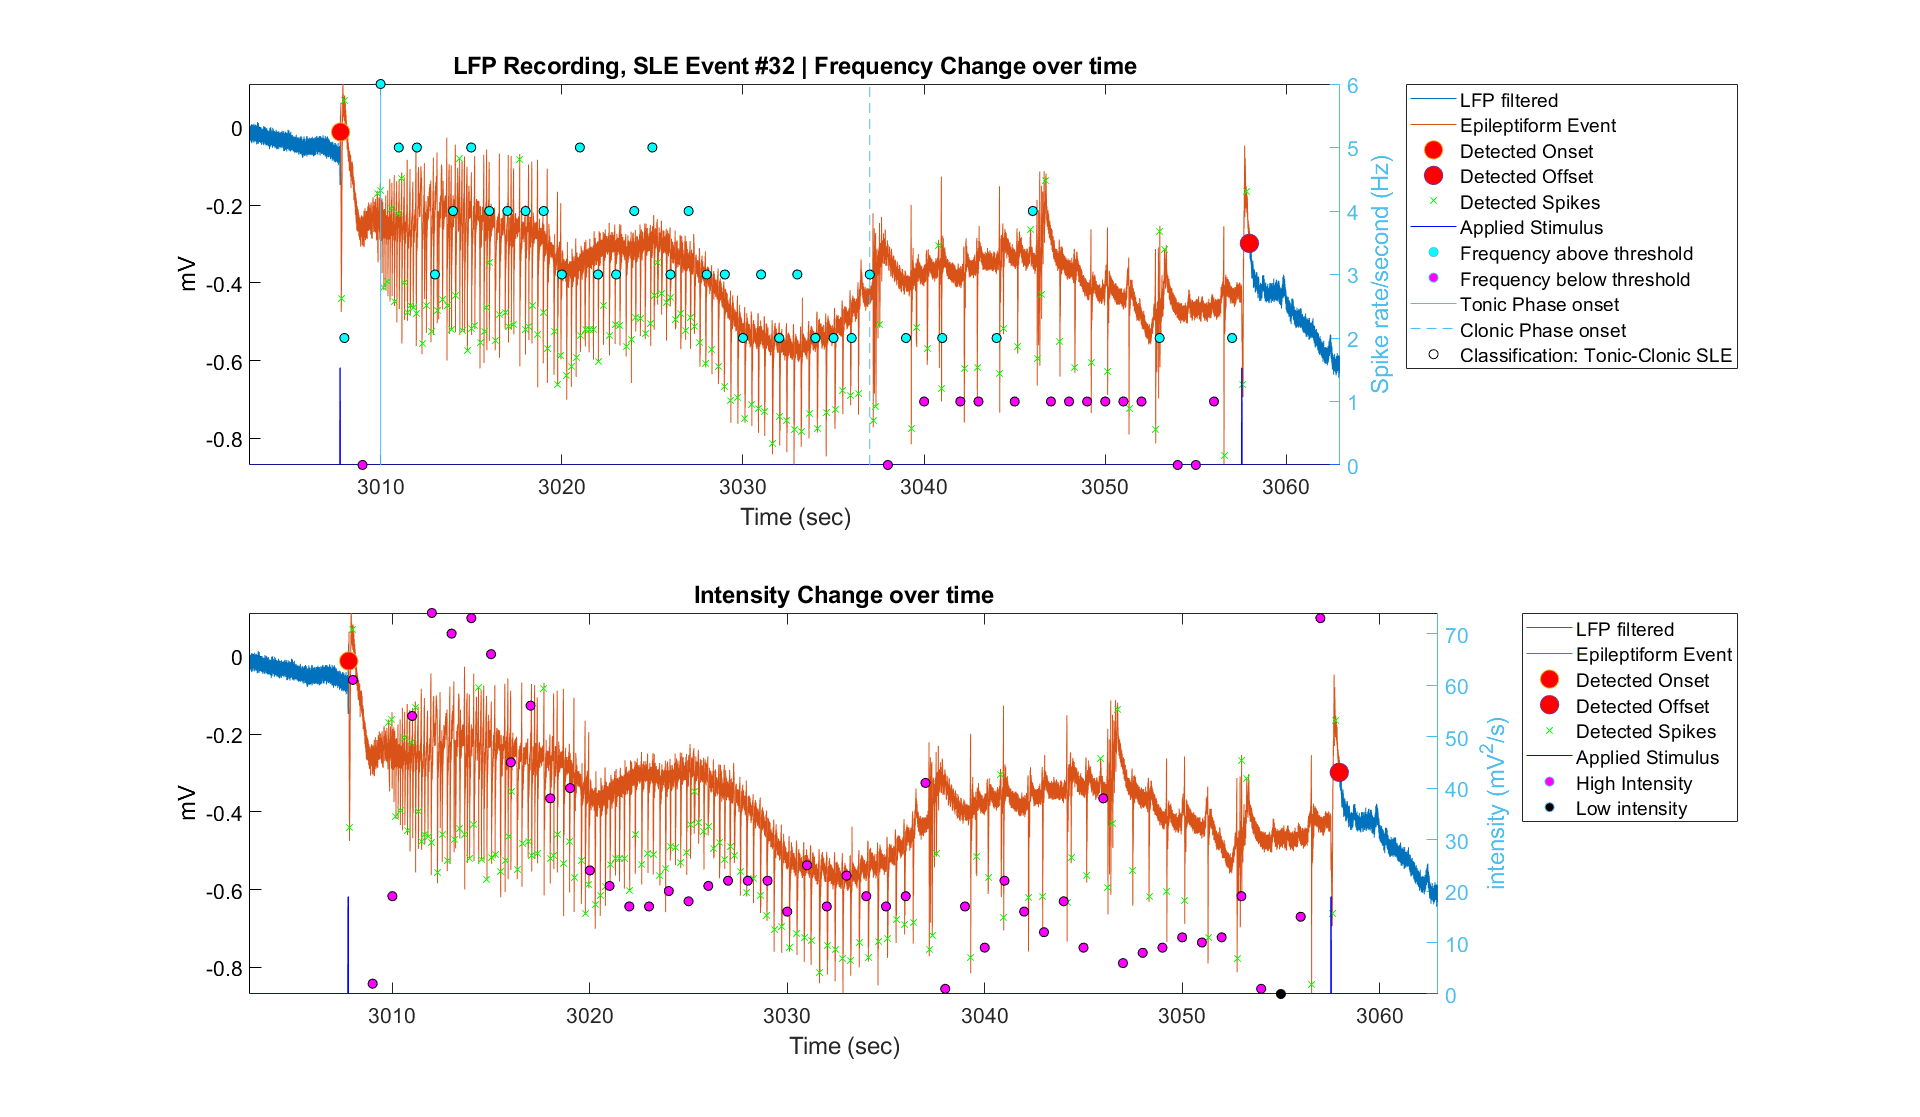 LFP Recording, SLE Event #32 | Frequency Change over time
0
-0.2
-0.4
-0.6
-0.8
mV
3010
3020
3030
3040
3050
3060
Time (sec)
6
5
4
3
2
1
0
Spike rate/second (Hz)
LFP filtered
Epileptiform Event
Detected Onset
Detected Offset
Detected Spikes
Applied Stimulus
Frequency above threshold
Frequency below threshold
Tonic Phase onset
Clonic Phase onset
Classification: Tonic-Clonic SLE
Intensity Change over time
0
-0.2
-0.4
-0.6
-0.8
mV
3010
3020
3030
3040
3050
3060
Time (sec)
70
60
50
40
30
20
10
0
intensity (mV²/s)
LFP filtered
Epileptiform Event
Detected Onset
Detected Offset
Detected Spikes
Applied Stimulus
High Intensity
Low intensity